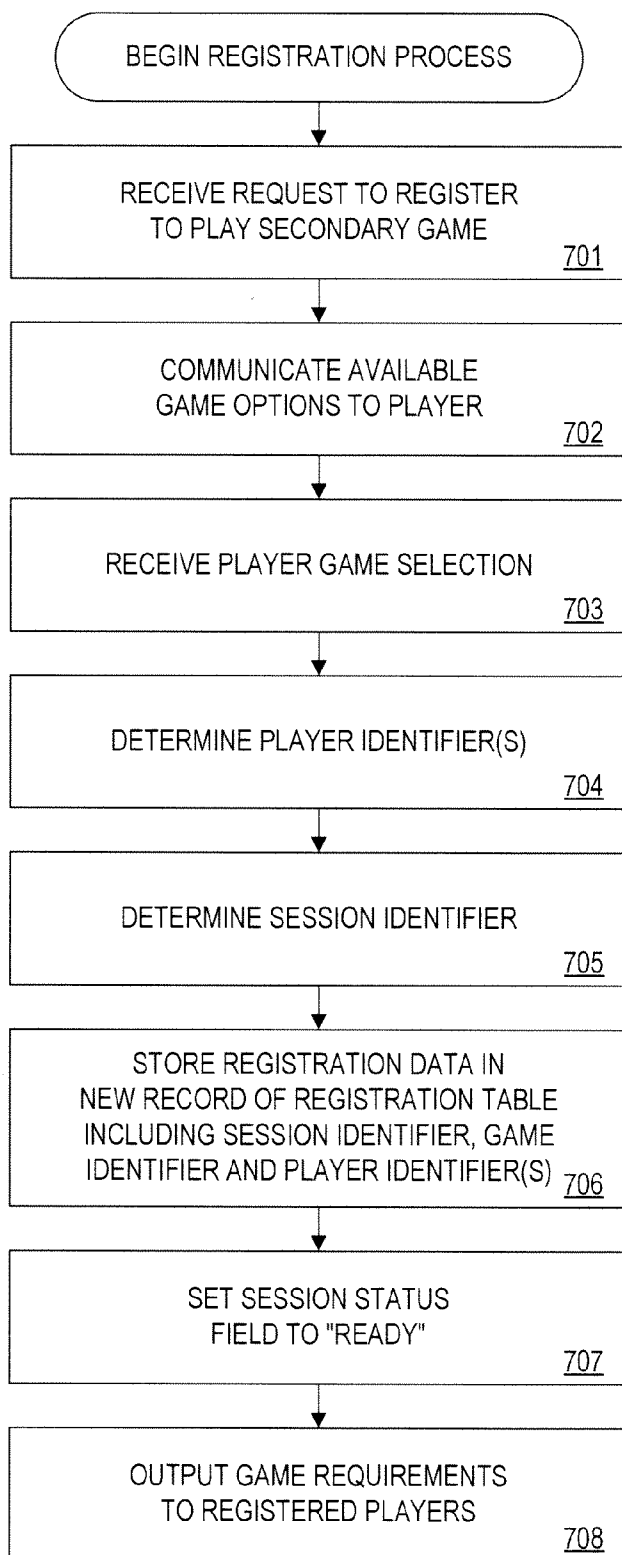 BEGIN REGISTRATION PROCESS
RECEIVE REQUEST TO REGISTER
TO PLAY SECONDARY GAME
701
COMMUNICATE AVAILABLE
GAME OPTIONS TO PLAYER
702
RECEIVE PLAYER GAME SELECTION
703
DETERMINE PLAYER IDENTIFIER(S)
704
DETERMINE SESSION IDENTIFIER
705
STORE REGISTRATION DATA IN
NEW RECORD OF REGISTRATION TABLE
INCLUDING SESSION IDENTIFIER, GAME
IDENTIFIER AND PLAYER IDENTIFIER(S)
706
SET SESSION STATUS
FIELD TO "READY"
707
OUTPUT GAME REQUIREMENTS
TO REGISTERED PLAYERS
708